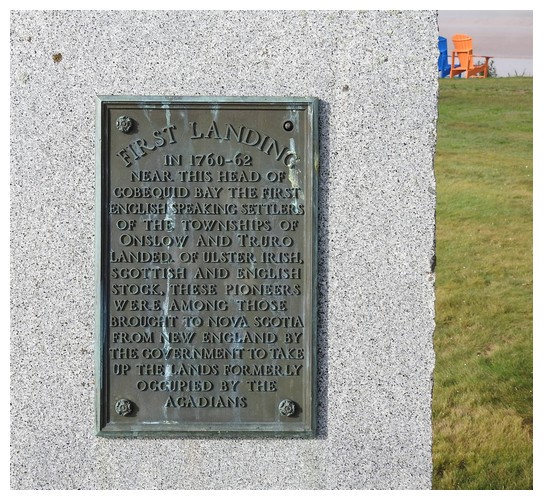 FIRST LANDING
IN 1760-62
NEAR THIS HEAD OF
COBEQUID BAY THE FIRST
ENGLISH SPEAKING SETTLERS
OF THE TOWNSHIPS OF
ONSLOW AND TRURO
LANDED. OF ULSTER IRISH,
SCOTTISH AND ENGLISH
STOCK, THESE PIONEERS
WERE AMONG THOSE
BROUGHT TO NOVA SCOTIA
FROM NEW ENGLAND BY
THE GOVERNMENT TO TAKE
UP THE LANDS FORMERLY
OCCUPIED BY THE
ACADIANS